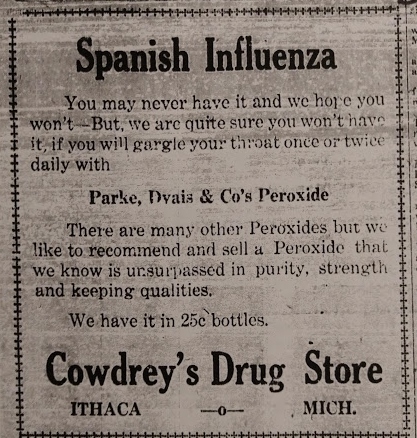 Spanish Influenza
You may never have it and we hope you
won't—But, we are quite sure you won't have
it, if you will gargle your throat once or twice
daily with
Parke, Dvais & Co's Peroxide
There are many other Peroxides but we
like to recommend and sell a Peroxide that
we know is unsurpassed in purity, strength
and keeping qualities.
We have it in 25c bottles.
Cowdrey's Drug Store
ITHACA —o— MICH.